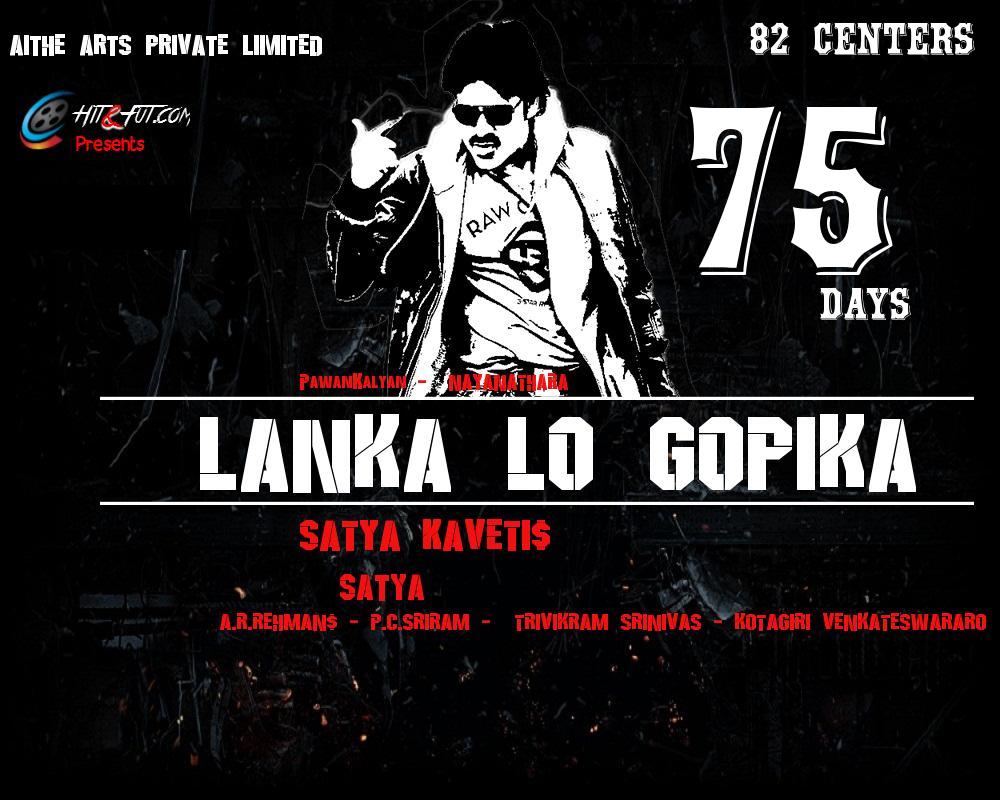 AITHE ARTS PRIVATE LIIMITED
82 CENTERS
HIT&FUT.COM
Presents
75
DAYS
RAW
PAWANKALYAN - NAYANATHARA
LANKA LO GOPIKA
SATYA KAVETI$
SATYA
A.R.REHMAN$ - P.C.SRIRAM - TRIVIKRAM SRINIVAS - KOTAGIRI VENKATESWARARO